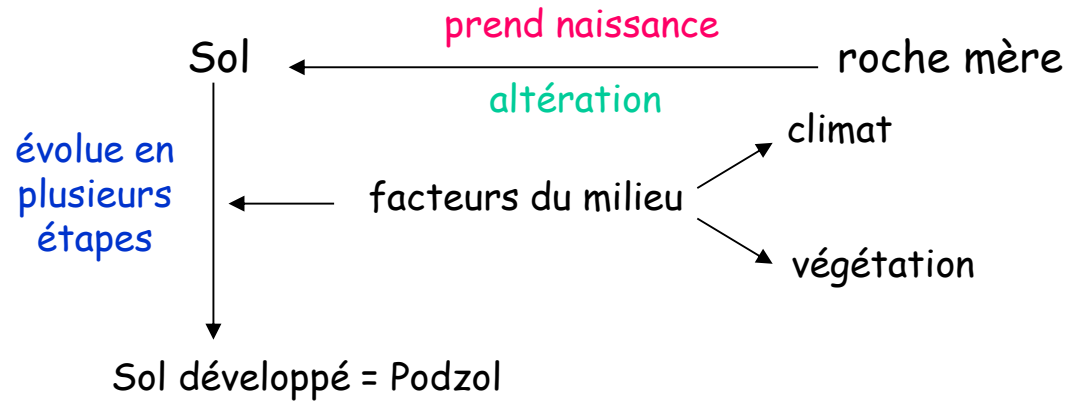 prend naissance
Sol
roche mère
altération
climat
évolue en
plusieurs
étapes
facteurs du milieu
végétation
Sol développé = Podzol